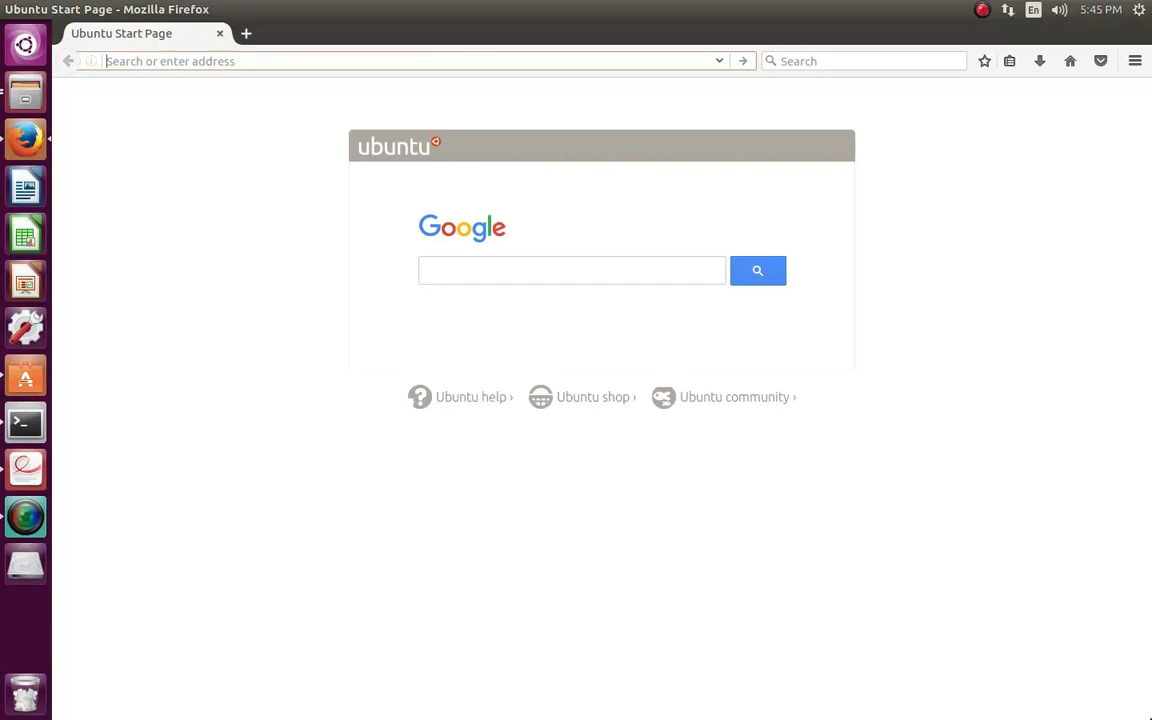 Ubuntu Start Page - Mozilla Firefox
En
5:45 PM
Ubuntu Start Page
Search or enter address
Search
ubuntu
Google
Ubuntu help ›
Ubuntu shop ›
Ubuntu community ›